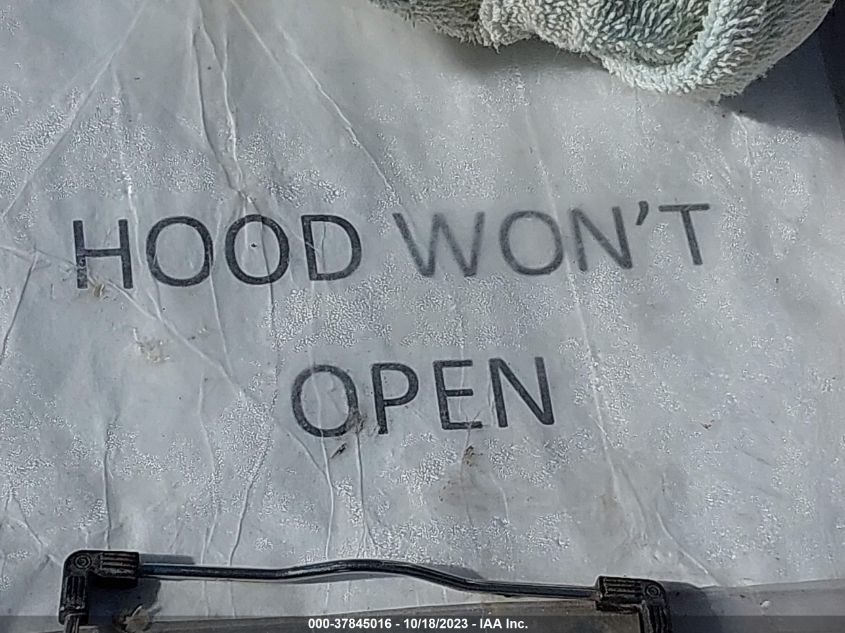 HOOD WON'T
OPEN
000-37845016 - 10/18/2023 - IAA Inc.